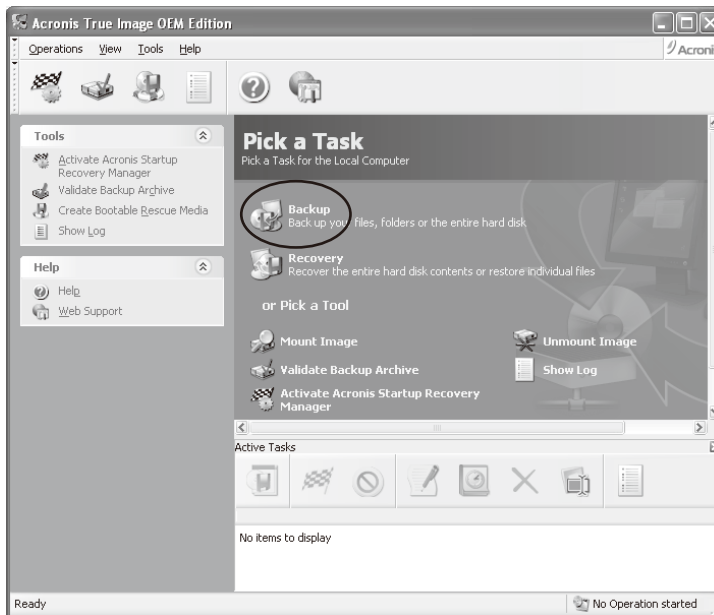 Acronis True Image OEM Edition
Operations View Tools Help
Acroni
Tools
Activate Acronis Startup
Recovery Manager
Validate Backup Archive
Create Bootable Rescue Media
Show Log
Help
Help
Web Support
Pick a Task
Pick a Task for the Local Computer
Backup
Back up your files, folders or the entire hard disk
Recovery
Recover the entire hard disk contents or restore individual files
or Pick a Tool
Mount Image
Unmount Image
Validate Backup Archive
Show Log
Activate Acronis Startup Recovery
Manager
Active Tasks
No items to display
Ready
No Operation started